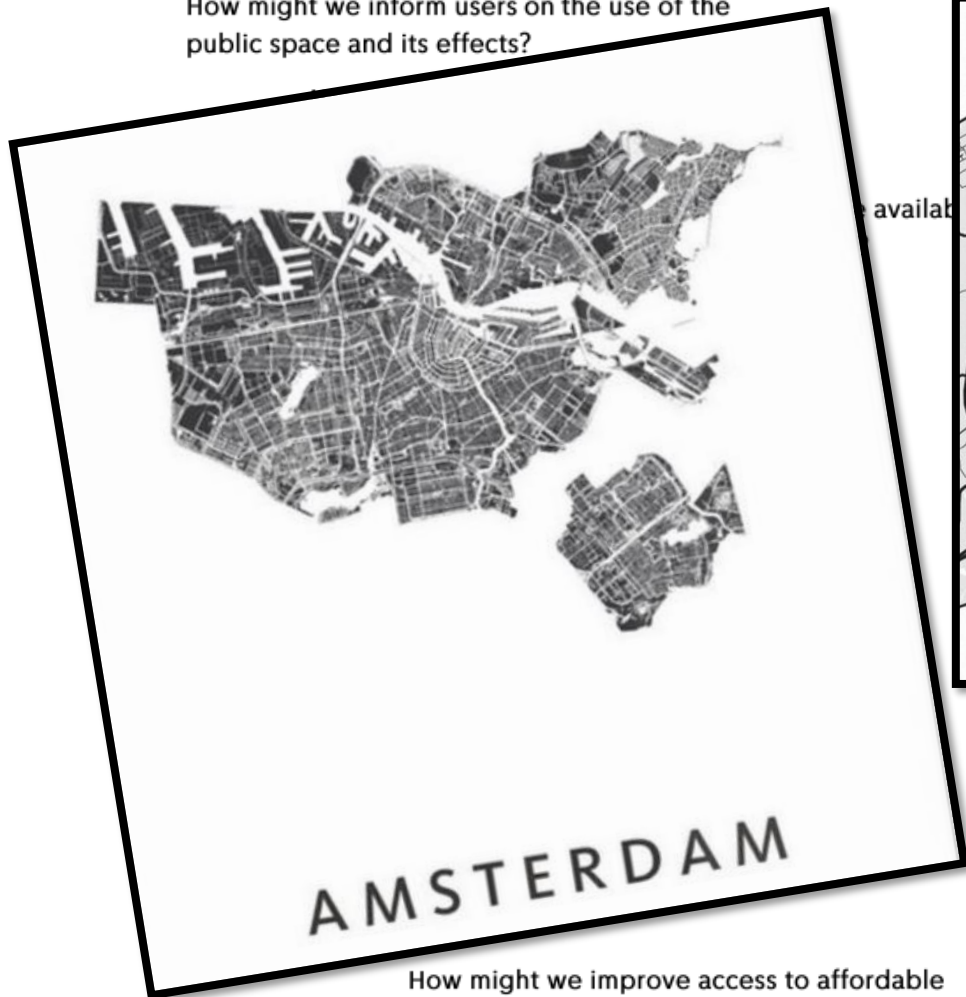 How might we inform users on the use of the
public space and its effects?
AMSTERDAM
How might we improve access to affordable